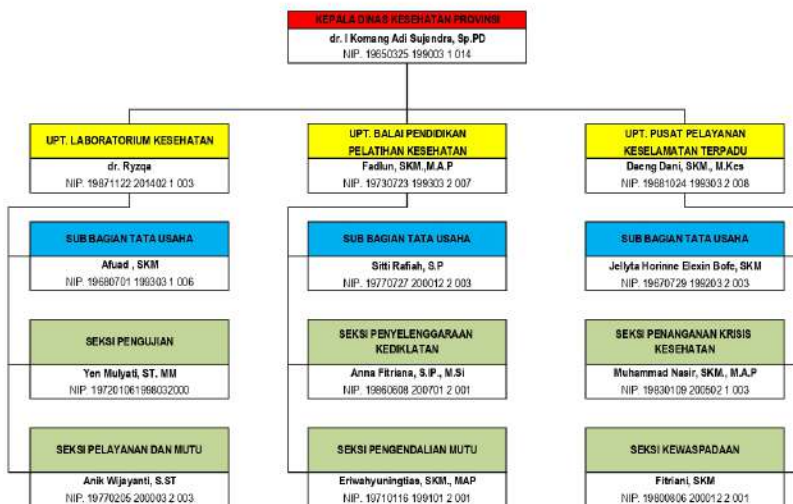 KEPALA DINAS KESEHATAN PROVINSI
dr. I Komang Adi Sujendra, Sp.PD
NIP. 19650325 199003 1 014
UPT. LABORATORIUM KESEHATAN
dr. Ryzqa
NIP. 19871122 201402 1 003
SUB BAGIAN TATA USAHA
Afuad , SKM
NIP. 19680701 199303 1 006
SEKSI PENGUJIAN
Yen Mulyati, ST. MM
NIP. 197201061998032000
SEKSI PELAYANAN DAN MUTU
Anik Wijayanti, S.ST
NIP. 19770205 200003 2 003
UPT. BALAI PENDIDIKAN
PELATIHAN KESEHATAN
Fadlun, SKM.,M.A.P
NIP. 19730723 199303 2 007
SUB BAGIAN TATA USAHA
Sitti Rafiah, S.P
NIP. 19770727 200012 2 003
SEKSI PENYELENGGARAAN
KEDIKLATAN
Anna Fitriana, S.IP., M.Si
NIP. 19860608 200701 2 001
SEKSI PENGENDALIAN MUTU
Eriwahyuningtias, SKM., MAP
NIP. 19710116 199101 2 001
UPT. PUSAT PELAYANAN
KESELAMATAN TERPADU
Daeng Dani, SKM., M.Kes
NIP. 19681024 199303 2 008
SUB BAGIAN TATA USAHA
Jellyta Horinne Elexin Bofe, SKM
NIP. 19670729 199203 2 003
SEKSI PENANGANAN KRISIS
KESEHATAN
Muhammad Nasir, SKM., M.A.P
NIP. 19830109 200502 1 003
SEKSI KEWASPADAAN
Fitriani, SKM
NIP. 19800806 200012 2 001